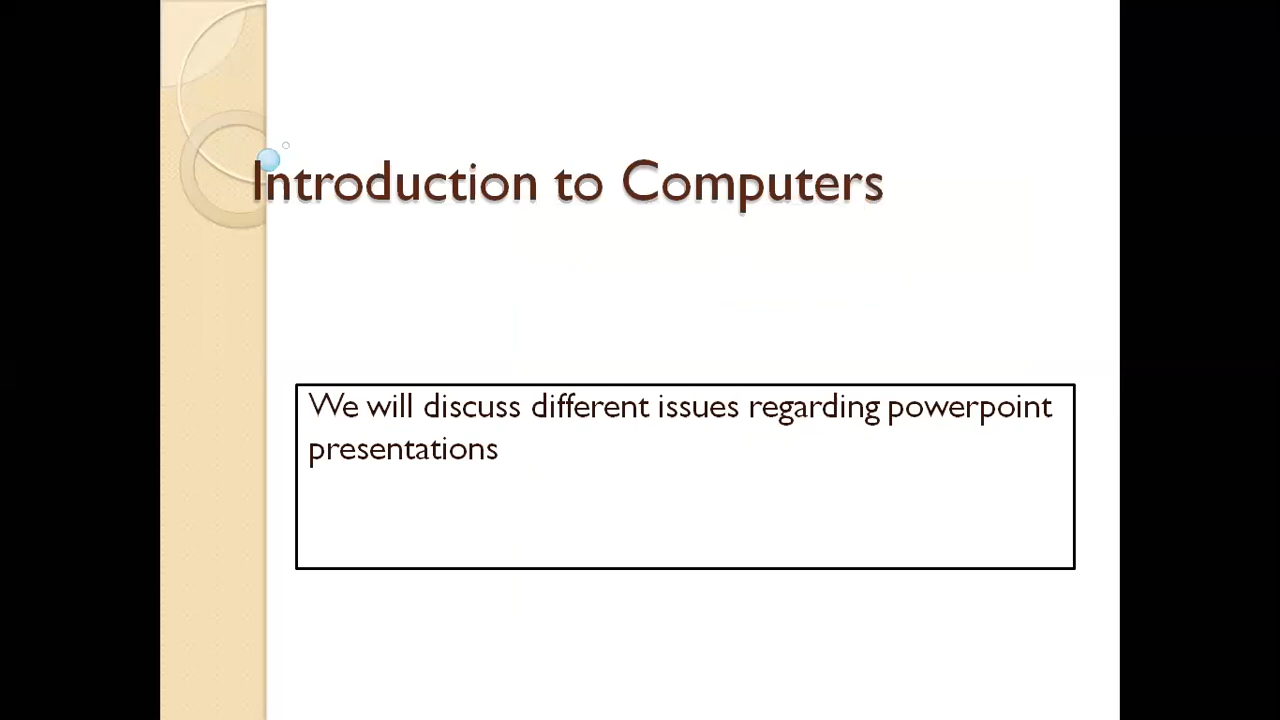 Introduction to Computers
We will discuss different issues regarding powerpoint
presentations